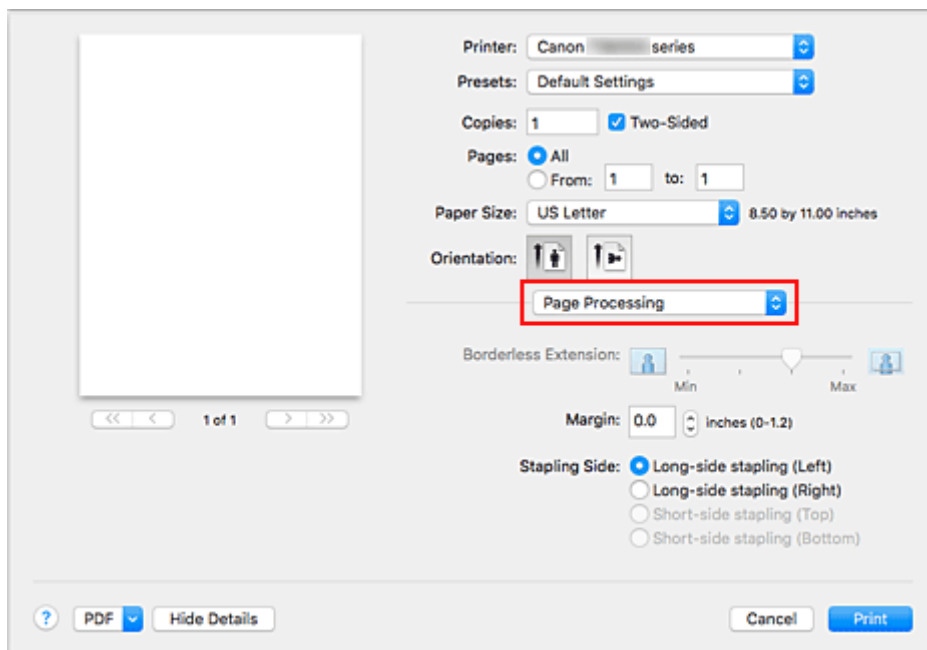 Printer: Canon series
Presets: Default Settings
Copies: 1 Two-Sided
Pages: All
From: 1 to: 1
Paper Size: US Letter 8.50 by 11.00 inches
Orientation:
Page Processing
Borderless Extension:
Min Max
<< < 1 of 1 > >>
Margin: 0.0 inches (0-1.2)
Stapling Side: Long-side stapling (Left)
Long-side stapling (Right)
Short-side stapling (Top)
Short-side stapling (Bottom)
? PDF Hide Details Cancel Print